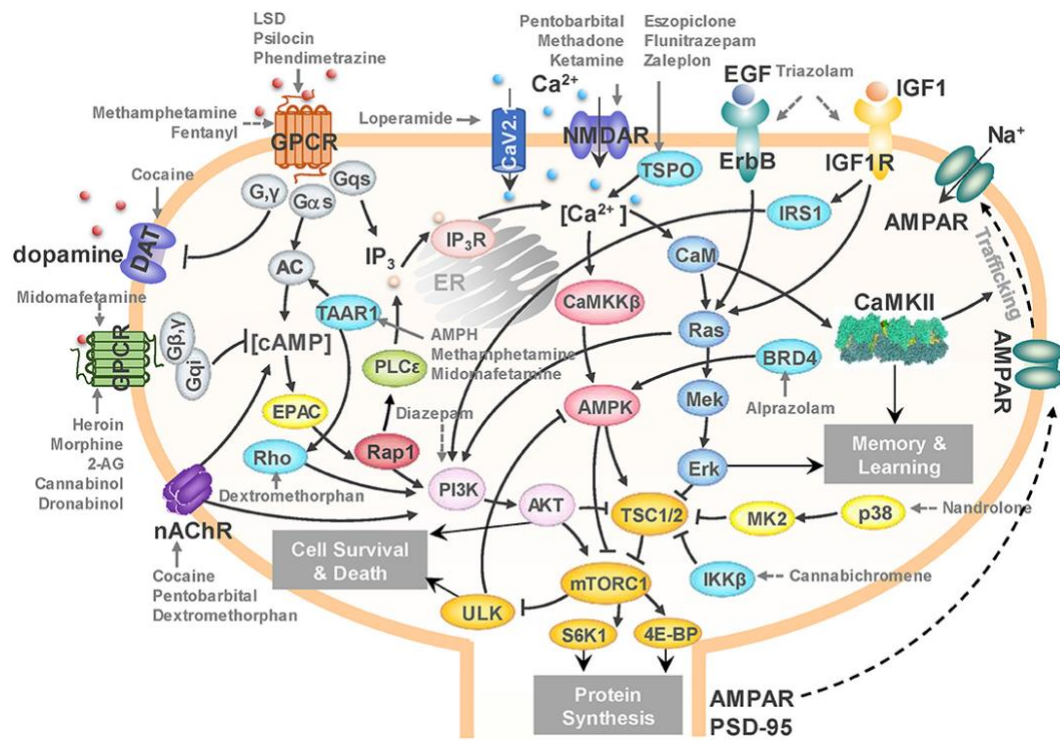 LSD
Psilocin
Phendimetrazine
Pentobarbital
Methadone
Ketamine
Eszopiclone
Flunitrazepam
Zaleplon
Ca2+
EGF
Triazolam
IGF1
Methamphetamine
Fentanyl
GPCR
Loperamide
CaV2.1
NMDAR
TSPO
ErbB
IGF1R
Na+
AMPAR
Cocaine
G,γ
Gαs
Gqs
dopamine
DAT
AC
IP3
IP3R
ER
[Ca2+]
IRS1
CaM
Trafficking
Midomafetamine
GPCR
Gβ,γ
Gqi
[cAMP]
TAAR1
AMPH
Methamphetamine
Midomafetamine
CaMKKβ
Ras
CaMKII
AMPAR
PLCε
BRD4
EPAC
Diazepam
AMPK
Mek
Alprazolam
Heroin
Morphine
2-AG
Cannabinol
Dronabinol
Rho
Rap1
Dextromethorphan
PI3K
Erk
Memory &
Learning
nAChR
AKT
TSC1/2
MK2
p38
Nandrolone
Cell Survival
& Death
Cocaine
Pentobarbital
Dextromethorphan
mTORC1
IKKβ
Cannabichromene
ULK
S6K1
4E-BP
Protein
Synthesis
AMPAR
PSD-95